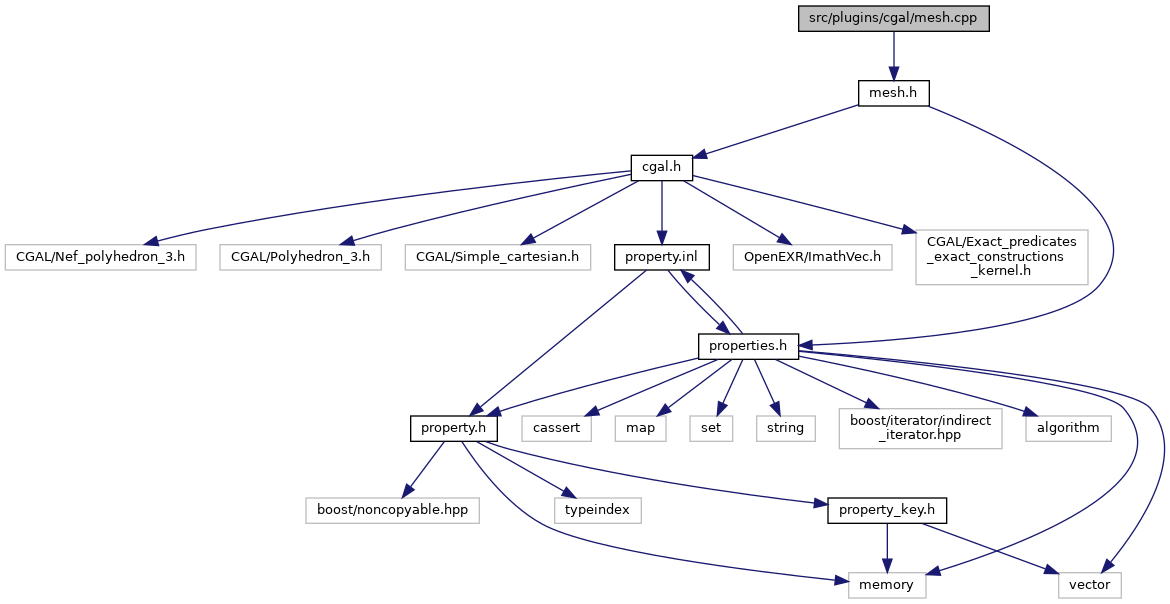 src/plugins/cgal/mesh.cpp
mesh.h
cgal.h
CGAL/Nef_polyhedron_3.h
CGAL/Polyhedron_3.h
CGAL/Simple_cartesian.h
property.inl
OpenEXR/ImathVec.h
CGAL/Exact_predicates
_exact_constructions
_kernel.h
properties.h
property.h
cassert
map
set
string
boost/iterator/indirect
_iterator.hpp
algorithm
boost/noncopyable.hpp
typeindex
property_key.h
memory
vector